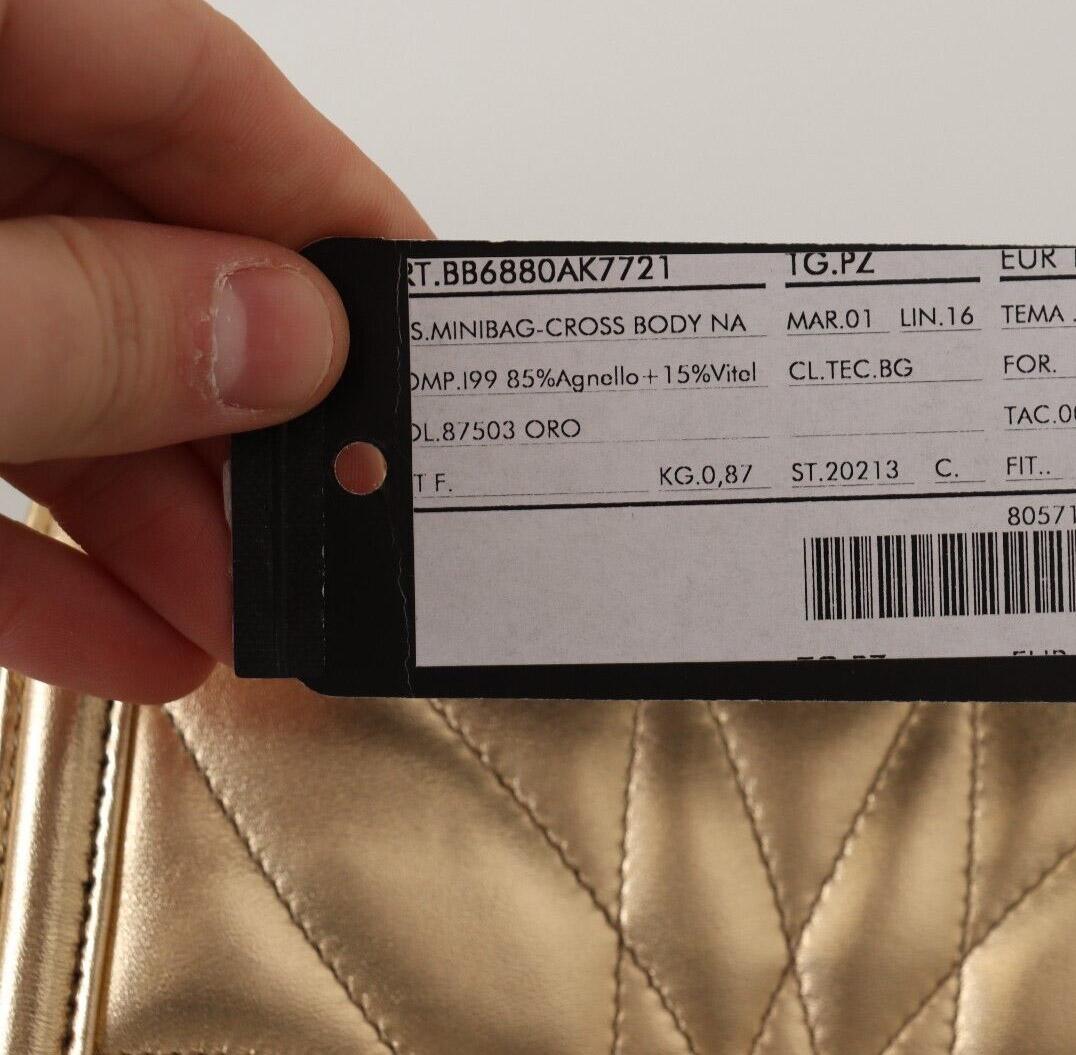 RT.BB6880AK7721 TG.PZ EUR
S.MINIBAG-CROSS BODY NA MAR.01 LIN.16 TEMA
OMP.I99 85%Agnello+15%Vitel CL.TEC.BG FOR.
OL.87503 ORO TAC.00
T F. KG.0,87 ST.20213 C. FIT..
80571